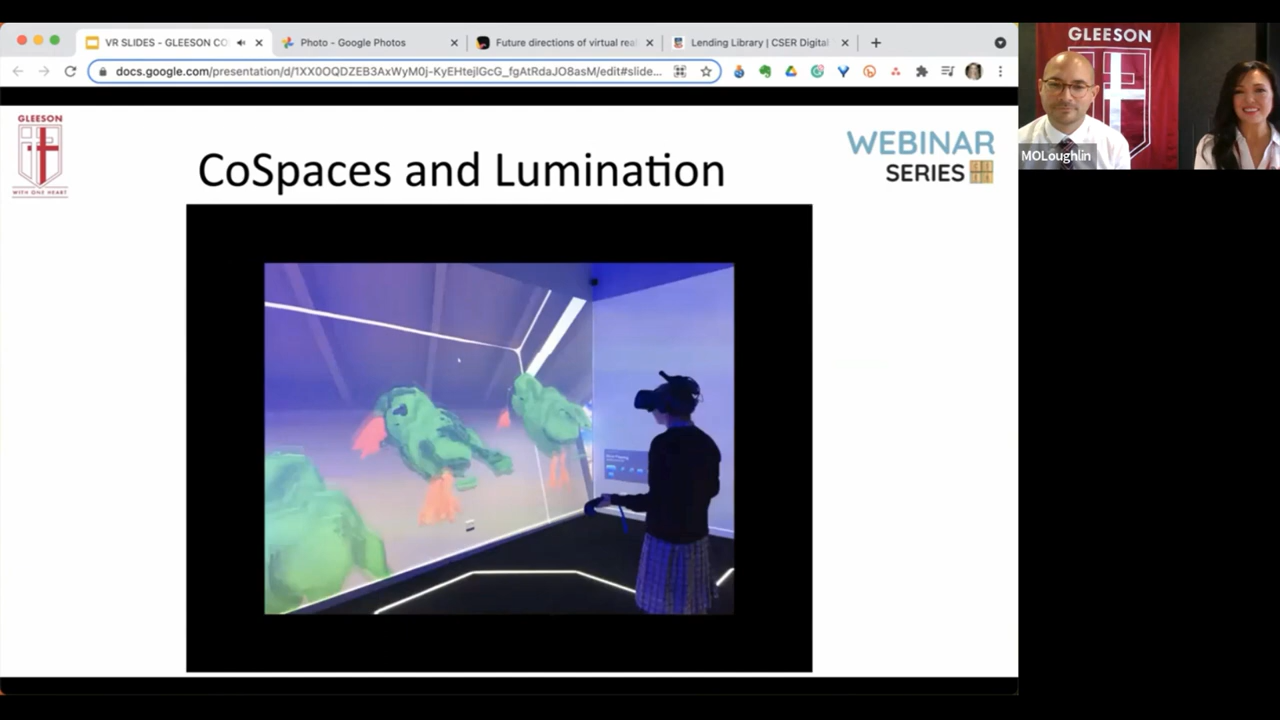 VR SLIDES - GLEESON CO
Photo - Google Photos
Future directions of virtual rea
Lending Library | CSER Digital
docs.google.com/presentation/d/1XX0OQDZEB3AxWyM0j-KyEHtejlGcG_fgAtRdaJO8asM/edit#slide...
GLEESON
WITH ONE HEART
WEBINAR
SERIES
CoSpaces and Lumination
GLEESON
MOLoughlin